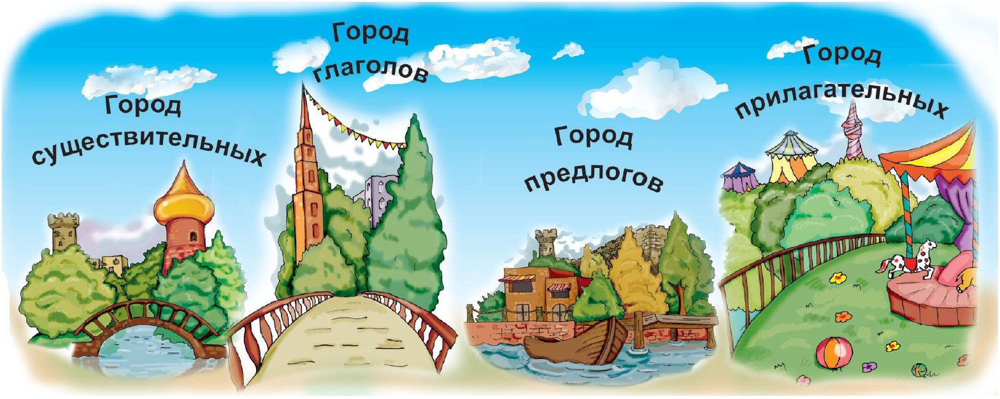 Город
существительных
Город
глаголов
Город
предлогов
Город
прилагательных